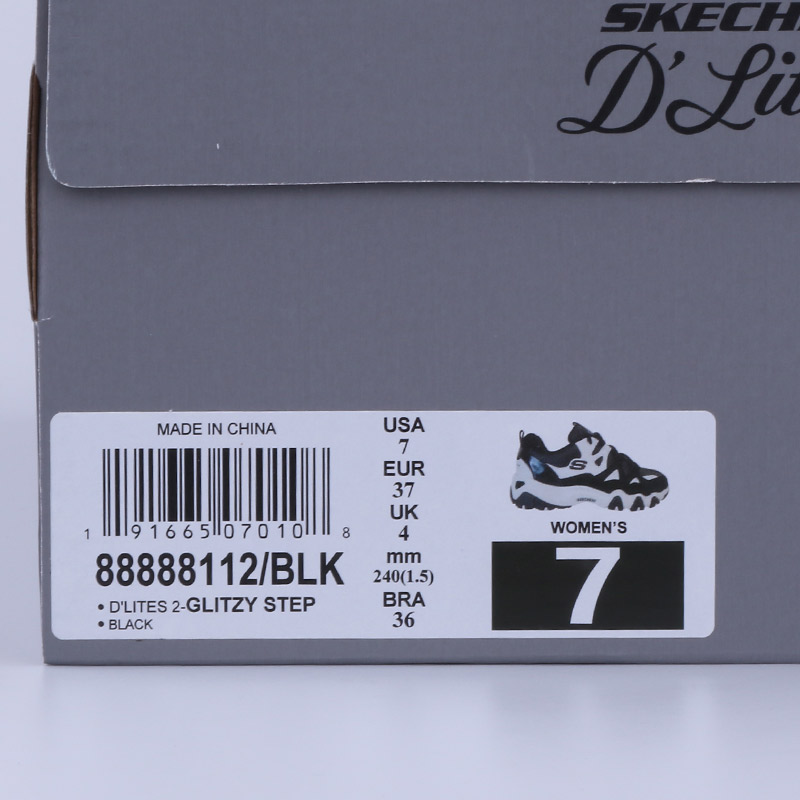 SKECH
D'Lit
MADE IN CHINA
1 91665 07010 8
88888112/BLK
• D'LITES 2-GLITZY STEP
• BLACK
USA
7
EUR
37
UK
4
mm
240(1.5)
BRA
36
WOMEN'S
7